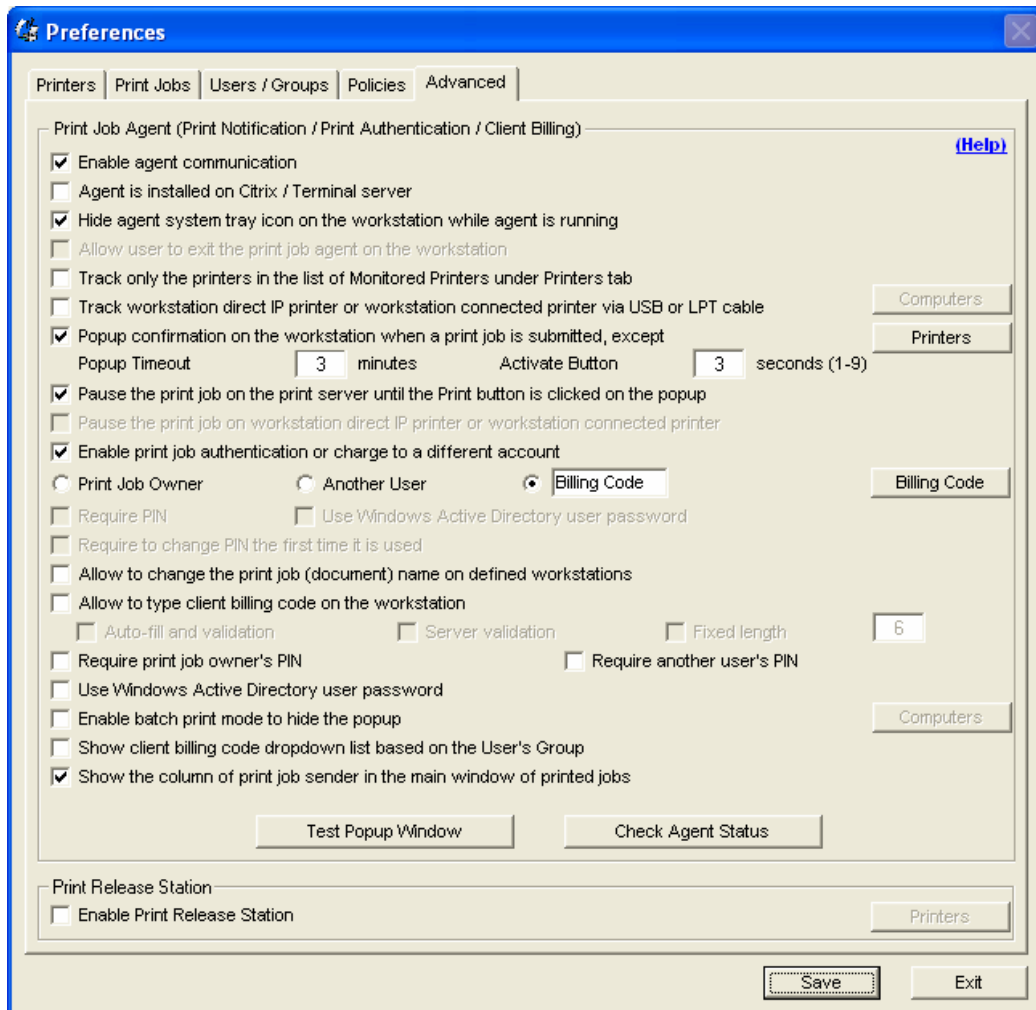 Preferences
Printers Print Jobs Users / Groups Policies Advanced
Print Job Agent (Print Notification / Print Authentication / Client Billing)
(Help)
Enable agent communication
Agent is installed on Citrix / Terminal server
Hide agent system tray icon on the workstation while agent is running
Allow user to exit the print job agent on the workstation
Track only the printers in the list of Monitored Printers under Printers tab
Track workstation direct IP printer or workstation connected printer via USB or LPT cable Computers
Popup confirmation on the workstation when a print job is submitted, except Printers
Popup Timeout 3 minutes Activate Button 3 seconds (1-9)
Pause the print job on the print server until the Print button is clicked on the popup
Pause the print job on workstation direct IP printer or workstation connected printer
Enable print job authentication or charge to a different account
Print Job Owner Another User Billing Code Billing Code
Require PIN Use Windows Active Directory user password
Require to change PIN the first time it is used
Allow to change the print job (document) name on defined workstations
Allow to type client billing code on the workstation
Auto-fill and validation Server validation Fixed length 6
Require print job owner's PIN Require another user's PIN
Use Windows Active Directory user password
Enable batch print mode to hide the popup Computers
Show client billing code dropdown list based on the User's Group
Show the column of print job sender in the main window of printed jobs
Test Popup Window Check Agent Status
Print Release Station
Enable Print Release Station Printers
Save Exit